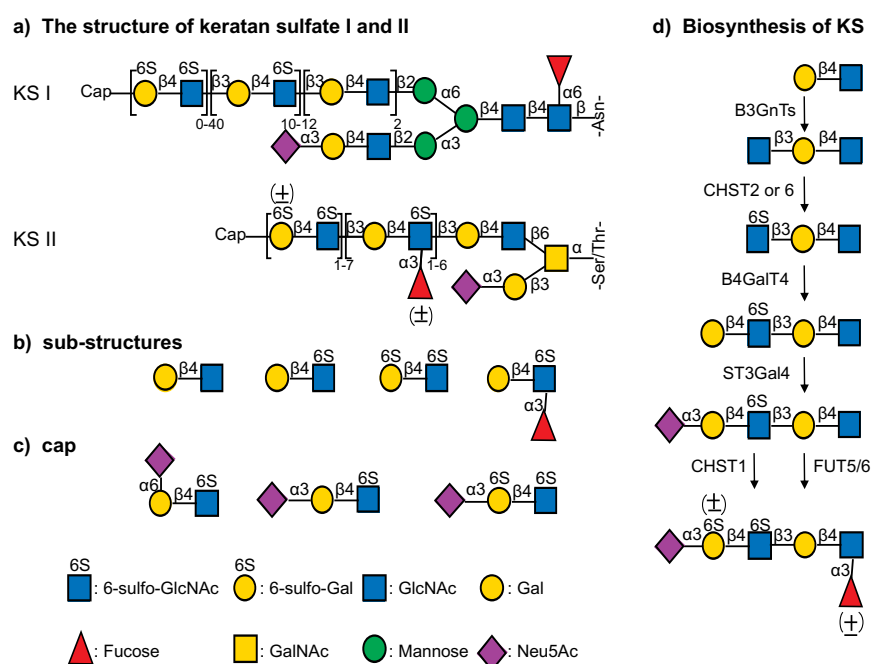 a) The structure of keratan sulfate I and II
6S 6S 6S
KS I Cap β4 β3 β4 β3 β4 β2 α6 β4 β4 α6 β -Asn-
0-40 10-12 2
α3 β4 β2 α3
(±)
6S 6S 6S
KS II Cap β4 β3 β4 β3 β4 β6 α -Ser/Thr-
1-7 α3 1-6 α3 β3
(±)
b) sub-structures
6S 6S 6S 6S
β4 β4 β4 β4
α3
c) cap
α6 6S 6S 6S 6S
β4 α3 β4 α3 β4
6S 6S
: 6-sulfo-GlcNAc : 6-sulfo-Gal : GlcNAc : Gal
: Fucose : GalNAc : Mannose : Neu5Ac
d) Biosynthesis of KS
β4
B3GnTs
β3 β4
CHST2 or 6
6S
β3 β4
B4GalT4
6S
β4 β3 β4
ST3Gal4
6S
α3 β4 β3 β4
CHST1 FUT5/6
(±)
6S 6S
α3 β4 β3 β4
α3
(±)